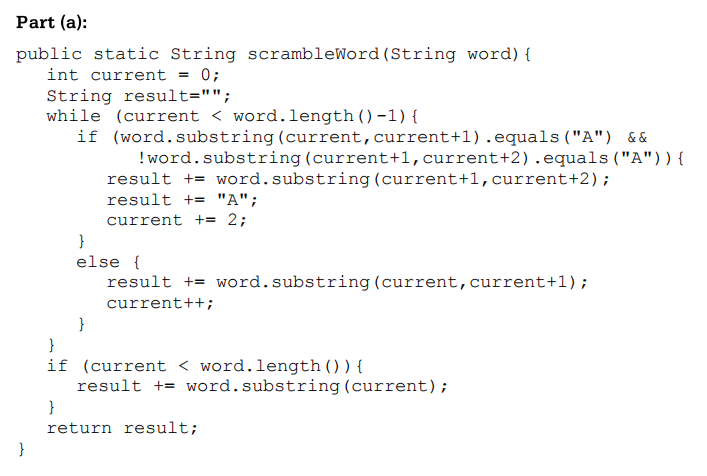 Part (a):
public static String scrambleWord(String word){
int current = 0;
String result="";
while (current < word.length()-1){
if (word.substring(current,current+1).equals("A") &&
!word.substring(current+1,current+2).equals("A")){
result += word.substring(current+1,current+2);
result += "A";
current += 2;
}
else {
result += word.substring(current,current+1);
current++;
}
}
if (current < word.length()){
result += word.substring(current);
}
return result;
}